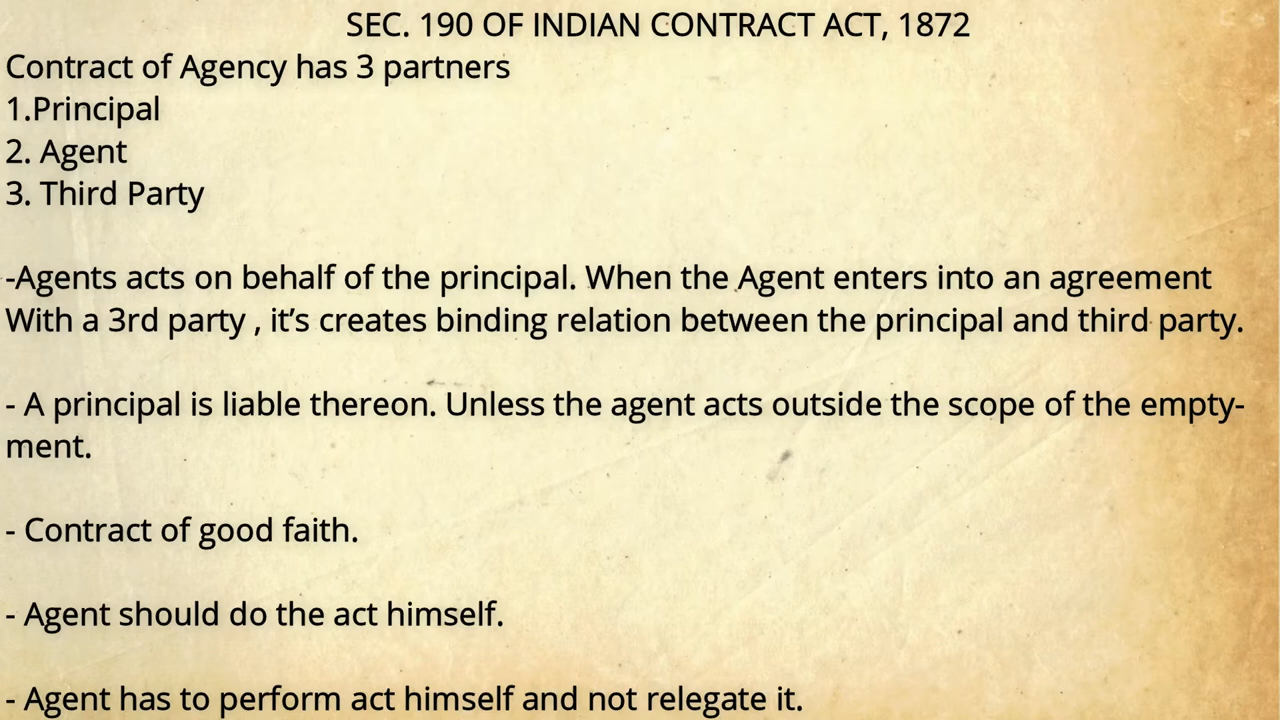 SEC. 190 OF INDIAN CONTRACT ACT, 1872
Contract of Agency has 3 partners
1.Principal
2. Agent
3. Third Party
-Agents acts on behalf of the principal. When the Agent enters into an agreement
With a 3rd party , it’s creates binding relation between the principal and third party.
- A principal is liable thereon. Unless the agent acts outside the scope of the empty-
ment.
- Contract of good faith.
- Agent should do the act himself.
- Agent has to perform act himself and not relegate it.